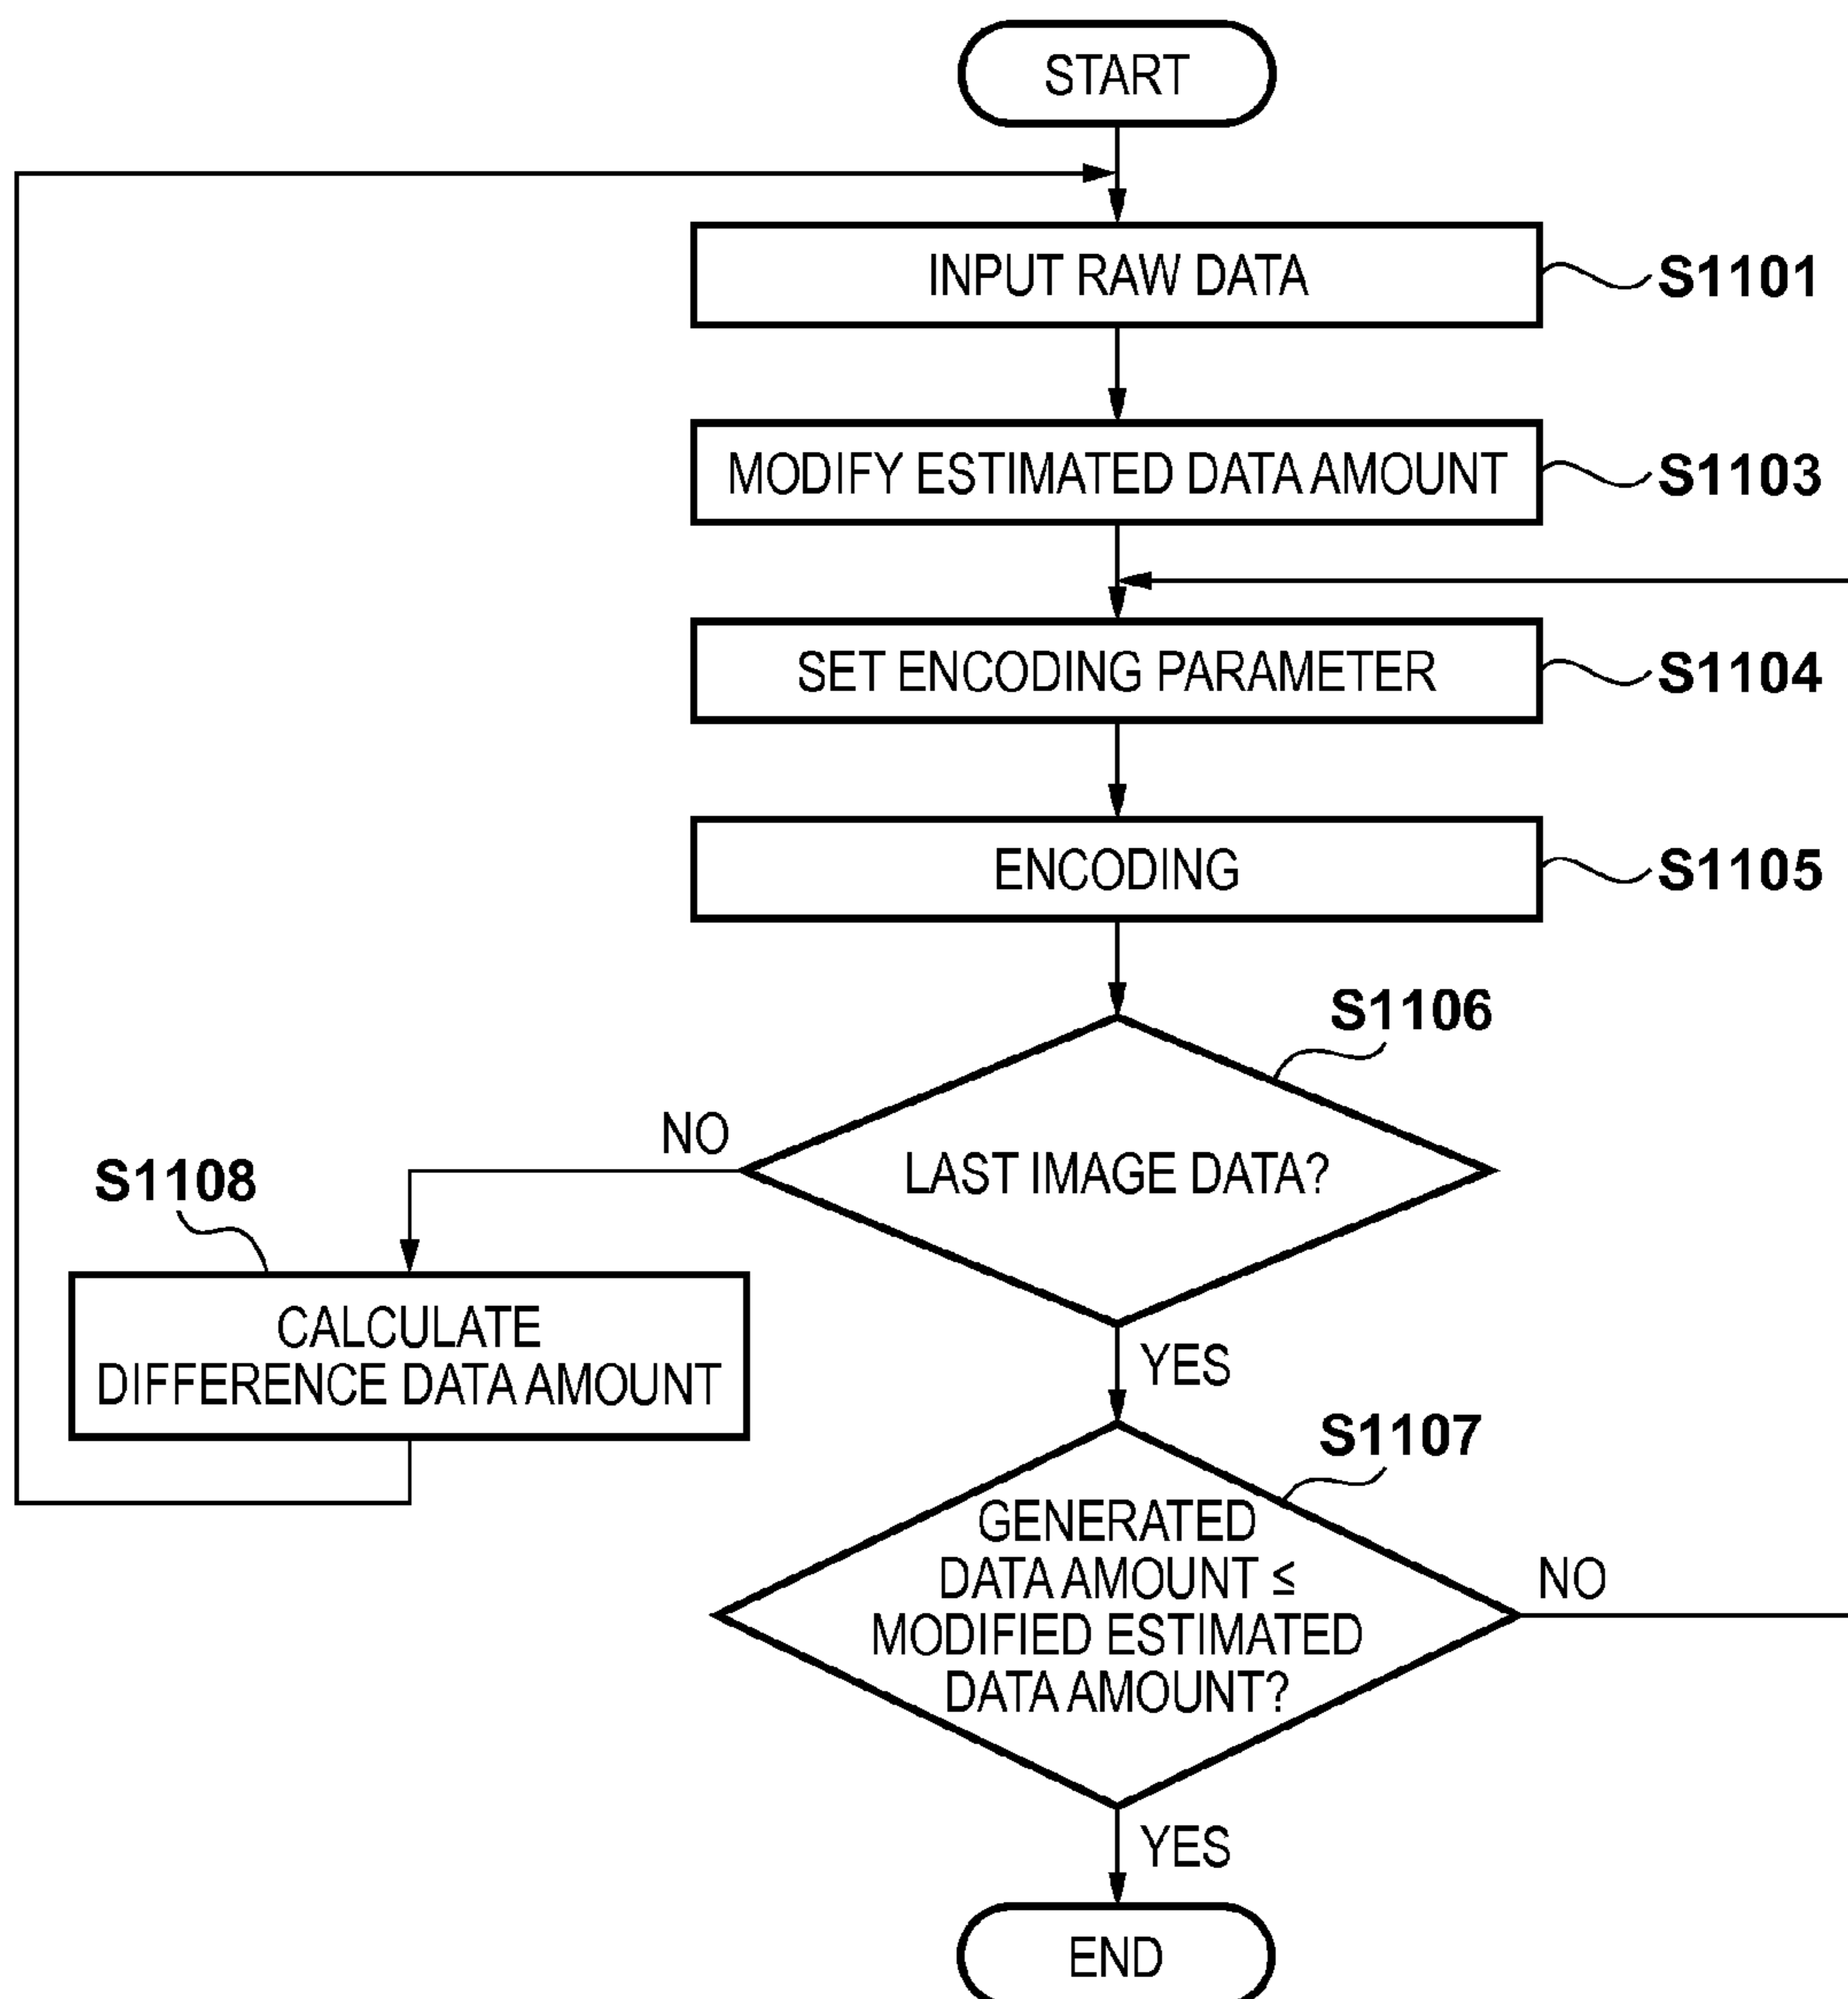 START
INPUT RAW DATA
S1101
MODIFY ESTIMATED DATA AMOUNT
S1103
SET ENCODING PARAMETER
S1104
ENCODING
S1105
S1106
LAST IMAGE DATA?
NO
YES
S1108
CALCULATE
DIFFERENCE DATA AMOUNT
S1107
GENERATED
DATA AMOUNT ≤
MODIFIED ESTIMATED
DATA AMOUNT?
NO
YES
END